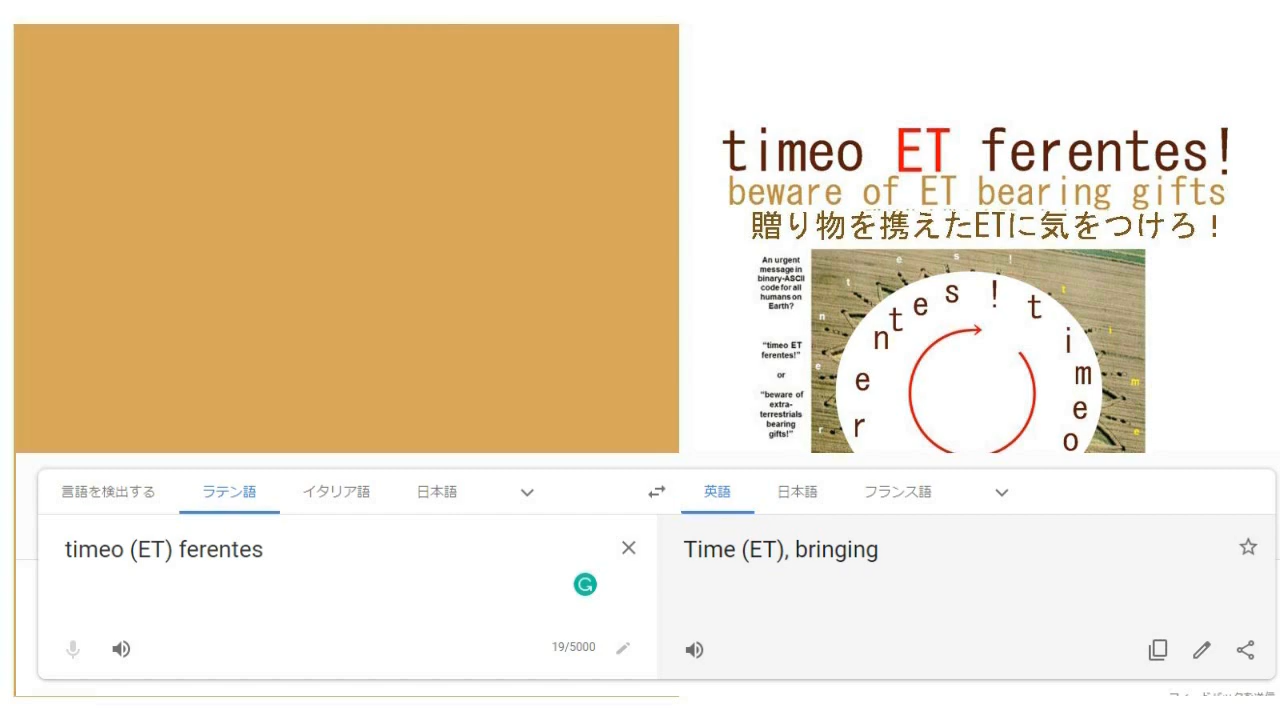 timeo ET ferentes!
beware of ET bearing gifts
贈り物を携えたETに気をつけろ！
An urgent
message in
binary-ASCII
code for all
humans on
Earth?
"timeo ET
ferentes!"
or
"beware of
extra-
terrestrials
bearing
gifts!"
r e n t e s ! t i m e o
r e n t e s ! t i m e
言語を検出する ラテン語 イタリア語 日本語
英語 日本語 フランス語
timeo (ET) ferentes
Time (ET), bringing
19/5000